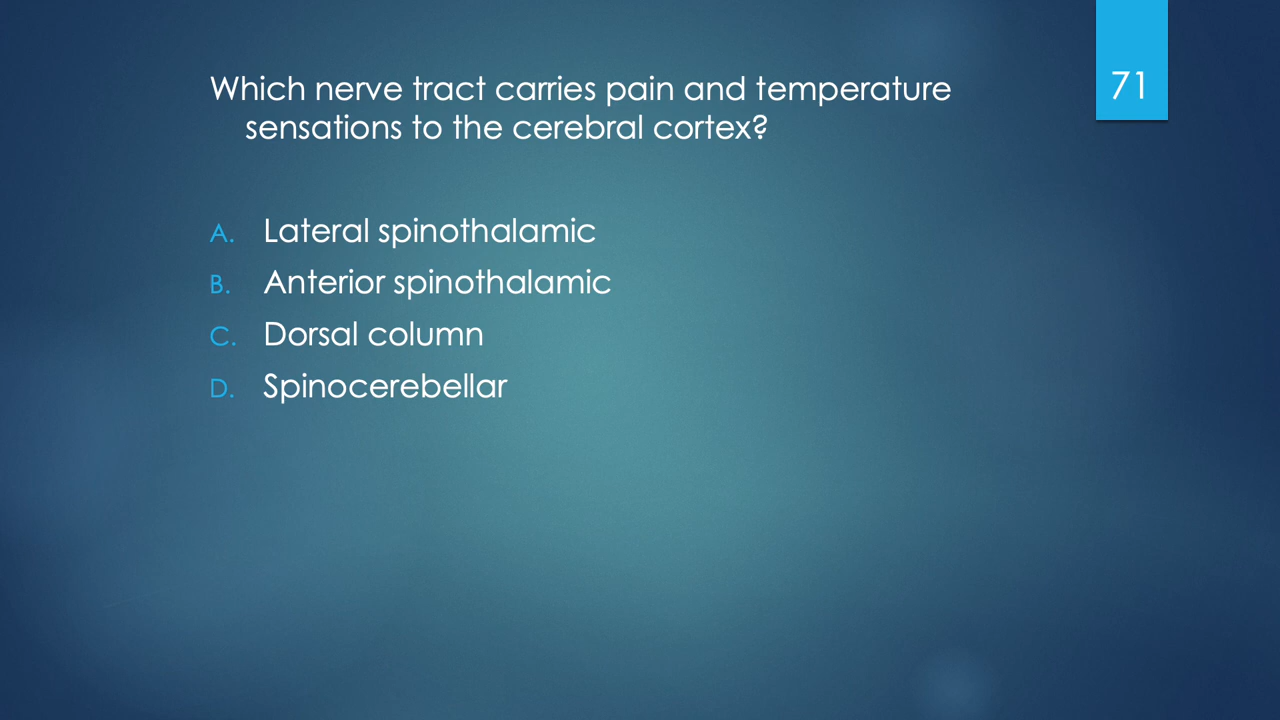 Which nerve tract carries pain and temperature
sensations to the cerebral cortex?
71
A. Lateral spinothalamic
B. Anterior spinothalamic
C. Dorsal column
D. Spinocerebellar